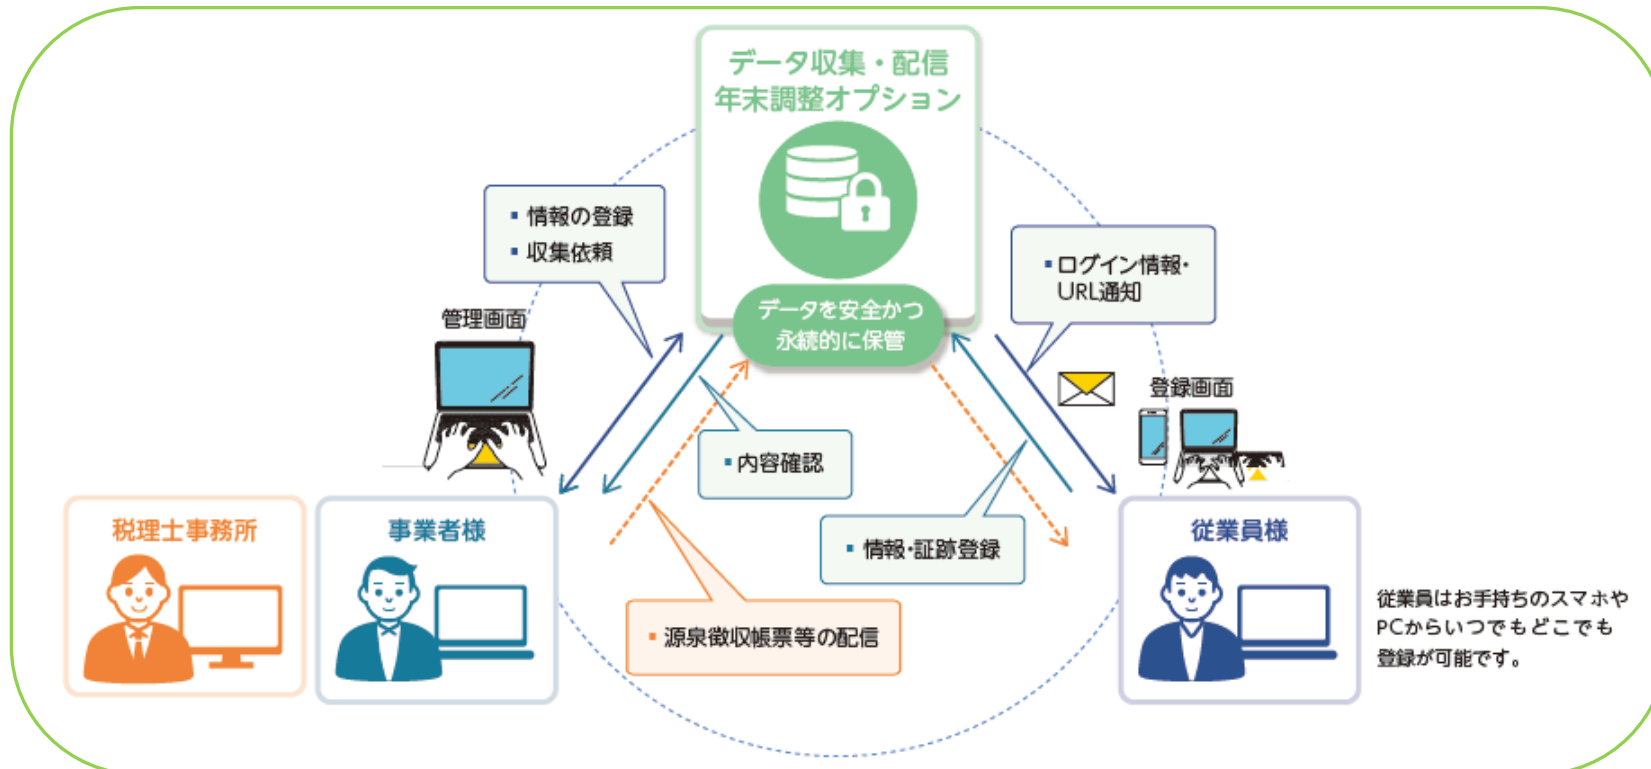 データ収集・配信
年末調整オプション
データを安全かつ
永続的に保管
▪ 情報の登録
▪ 収集依頼
▪ ログイン情報・
URL通知
管理画面
登録画面
▪ 内容確認
▪ 情報・証跡登録
▪ 源泉徴収帳票等の配信
税理士事務所
事業者様
従業員様
従業員はお手持ちのスマホや
PCからいつでもどこでも
登録が可能です。